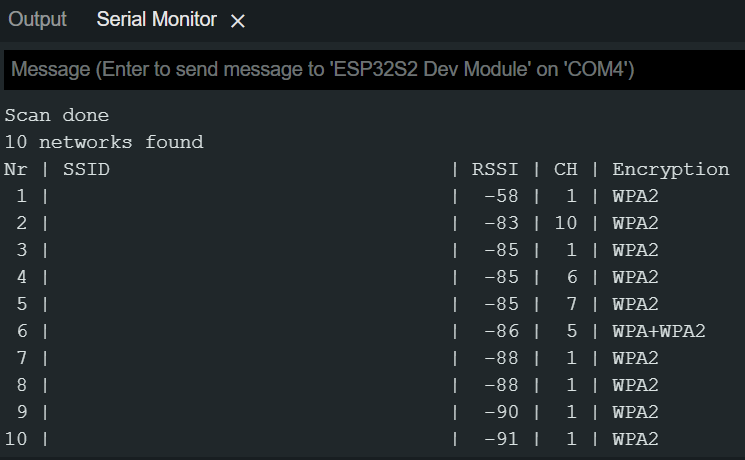 Output Serial Monitor ×
Message (Enter to send message to 'ESP32S2 Dev Module' on 'COM4')
Scan done
10 networks found
Nr | SSID                             | RSSI | CH | Encryption
 1 |                                  |  -58 |  1 | WPA2
 2 |                                  |  -83 | 10 | WPA2
 3 |                                  |  -85 |  1 | WPA2
 4 |                                  |  -85 |  6 | WPA2
 5 |                                  |  -85 |  7 | WPA2
 6 |                                  |  -86 |  5 | WPA+WPA2
 7 |                                  |  -88 |  1 | WPA2
 8 |                                  |  -88 |  1 | WPA2
 9 |                                  |  -90 |  1 | WPA2
10 |                                  |  -91 |  1 | WPA2